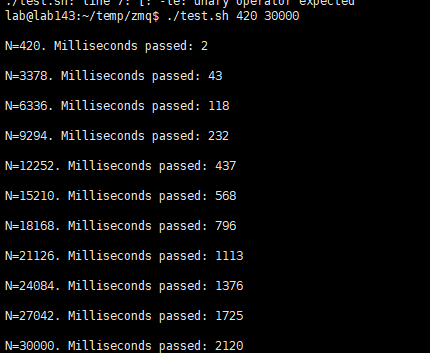 ./test.sh: line 7: [: -le: unary operator expected
lab@lab143:~/temp/zmq$ ./test.sh 420 30000
N=420. Milliseconds passed: 2
N=3378. Milliseconds passed: 43
N=6336. Milliseconds passed: 118
N=9294. Milliseconds passed: 232
N=12252. Milliseconds passed: 437
N=15210. Milliseconds passed: 568
N=18168. Milliseconds passed: 796
N=21126. Milliseconds passed: 1113
N=24084. Milliseconds passed: 1376
N=27042. Milliseconds passed: 1725
N=30000. Milliseconds passed: 2120